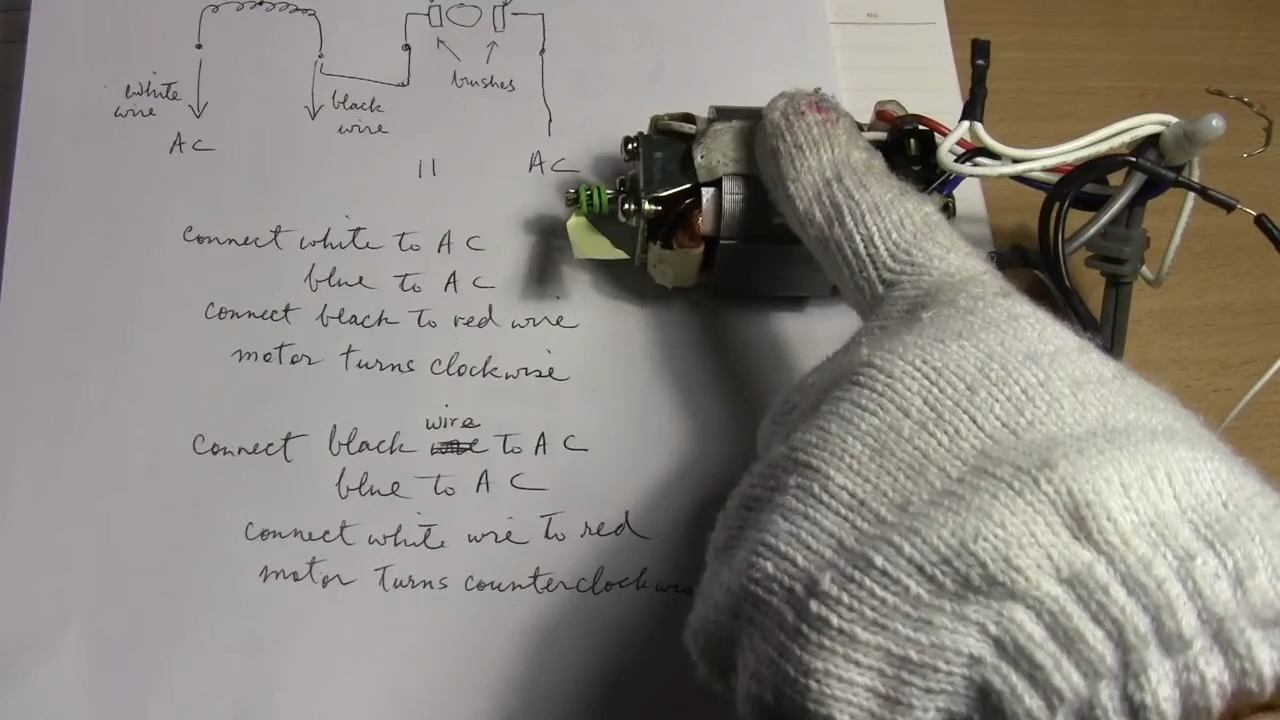 white
wire
AC
brushes
black
wire
AC
connect white to AC
blue to AC
connect black to red wire
motor turns clockwise
wire
connect black to AC
blue to AC
connect white wire to red
motor turns counterclockwise